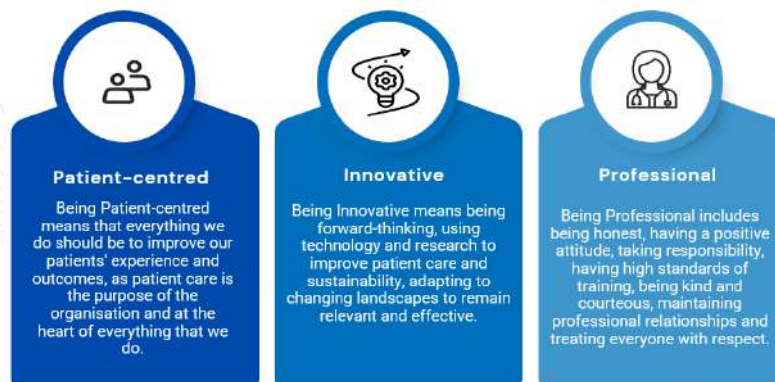 Patient-centred
Being Patient-centred
means that everything we
do should be to improve our
patients' experience and
outcomes, as patient care is
the purpose of the
organisation and at the
heart of everything that we
do.
Innovative
Being Innovative means being
forward-thinking, using
technology and research to
improve patient care and
sustainability, adapting to
changing landscapes to remain
relevant and effective.
Professional
Being Professional includes
being honest, having a positive
attitude, taking responsibility,
having high standards of
training, being kind and
courteous, maintaining
professional relationships and
treating everyone with respect.